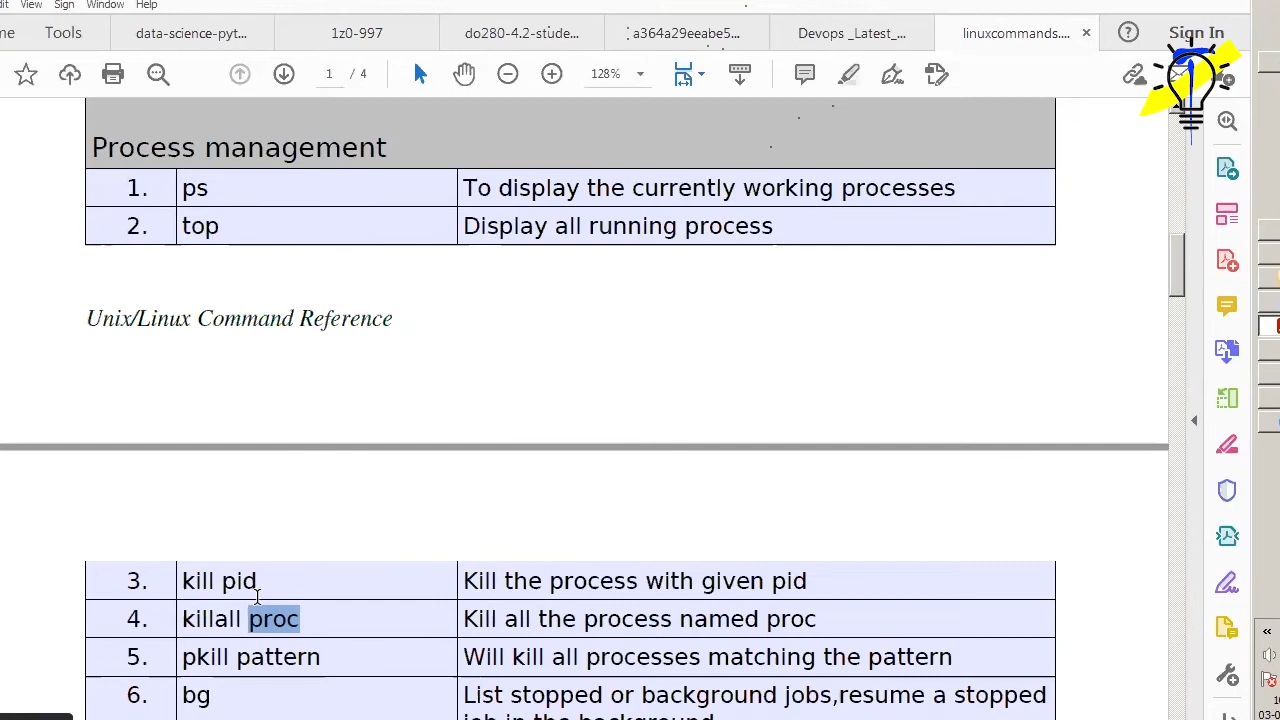 View Sign Window Help
Tools data-science-pyt... 1z0-997 do280-4.2-stude... a364a29eeabe5... Devops _Latest_... linuxcommands.... × Sign In
1 / 4 128%
Process management
1. ps To display the currently working processes
2. top Display all running process
Unix/Linux Command Reference
3. kill pid Kill the process with given pid
4. killall proc Kill all the process named proc
5. pkill pattern Will kill all processes matching the pattern
6. bg List stopped or background jobs,resume a stopped
job in the background